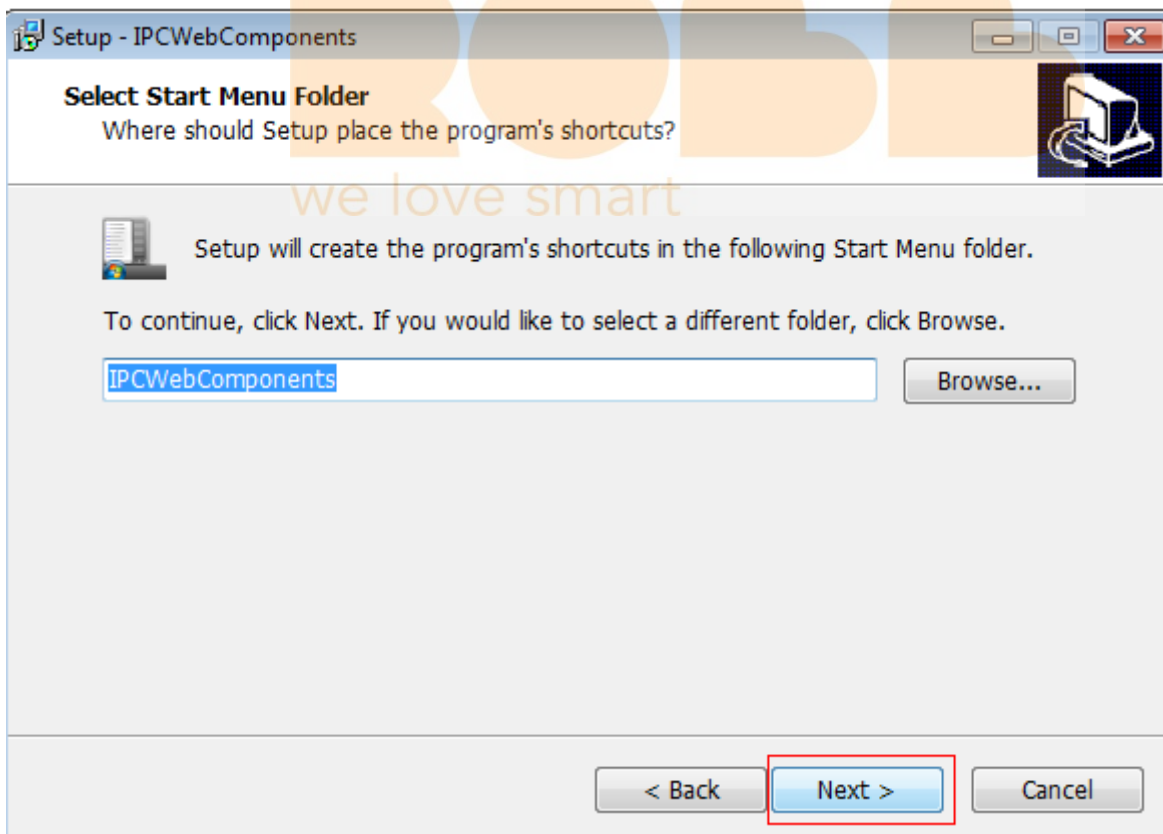 Setup - IPCWebComponents
Select Start Menu Folder
Where should Setup place the program's shortcuts?
we love smart
Setup will create the program's shortcuts in the following Start Menu folder.
To continue, click Next. If you would like to select a different folder, click Browse.
IPCWebComponents
Browse...
< Back
Next >
Cancel